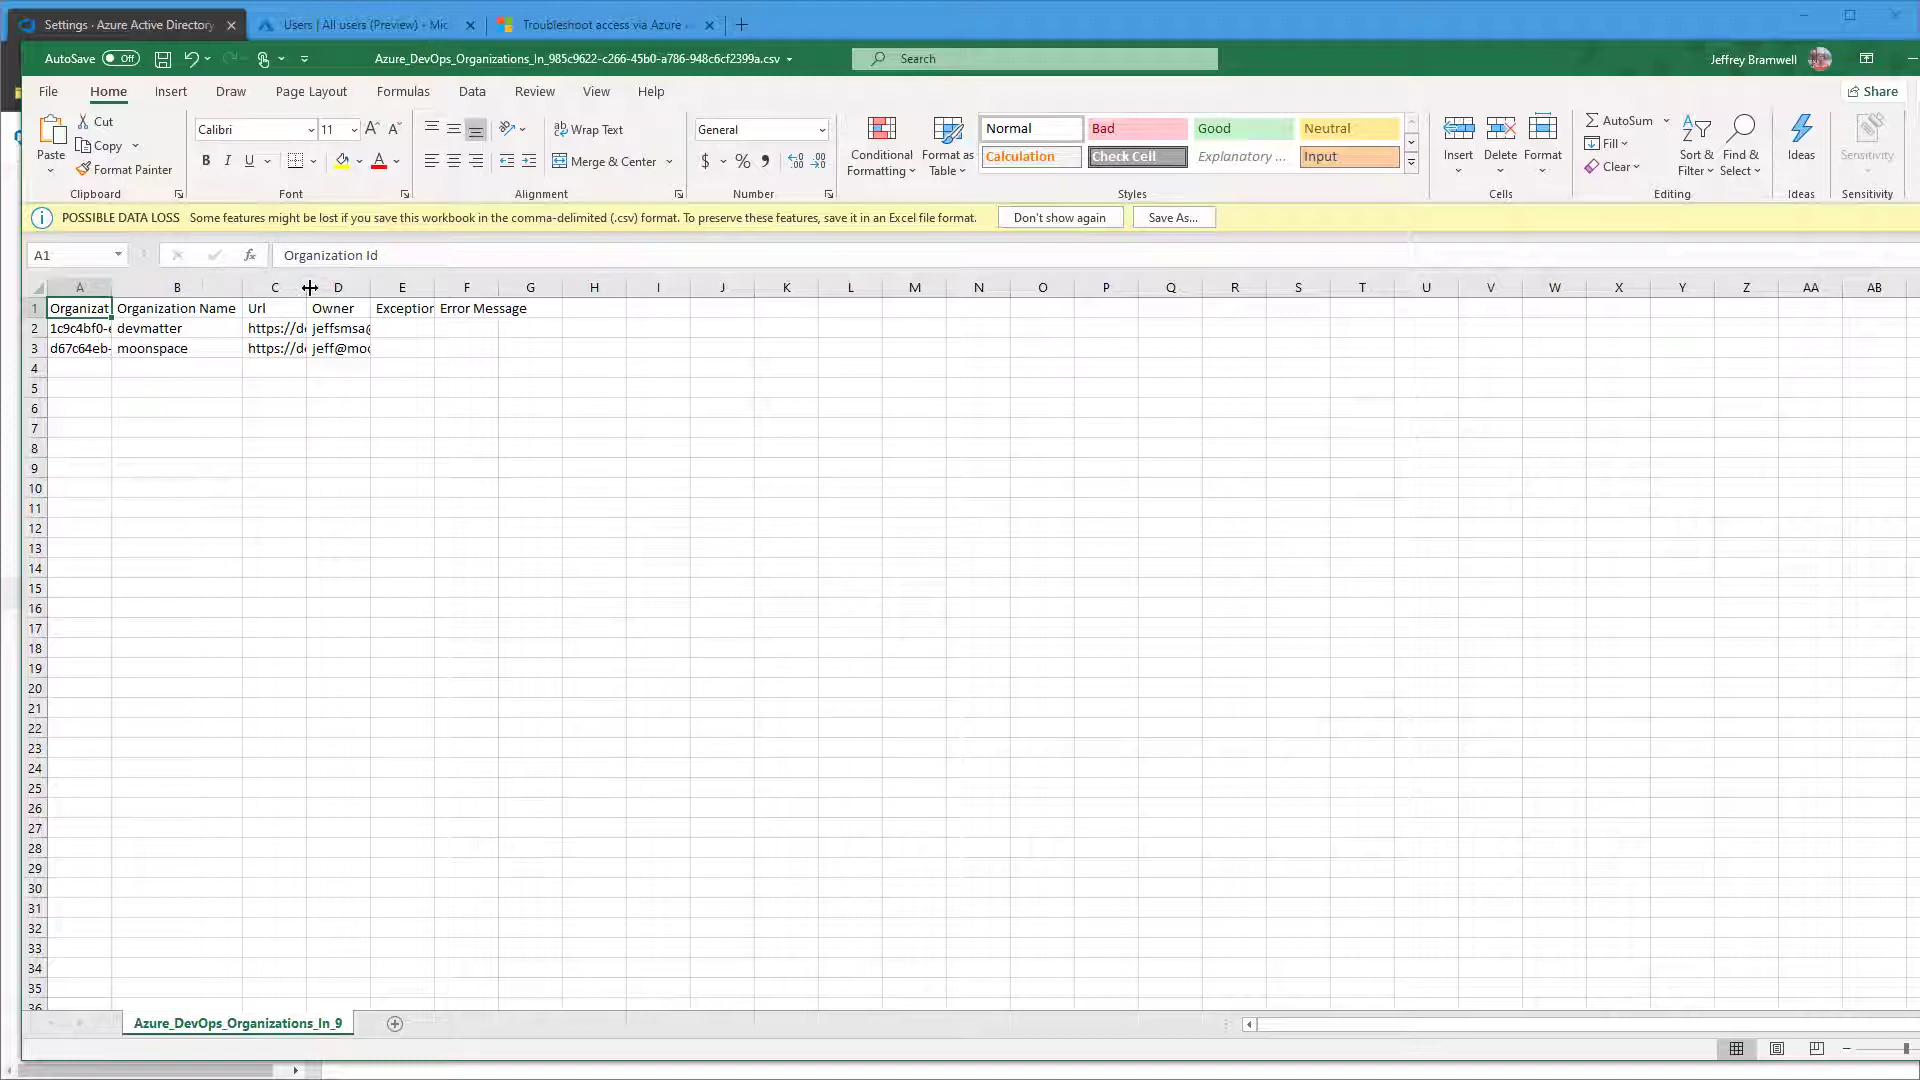 Settings · Azure Active Directory
Users | All users (Preview) - Mic
Troubleshoot access via Azure
AutoSave Off
Azure_DevOps_Organizations_In_985c9622-c266-45b0-a786-948c6cf2399a.csv
Search
Jeffrey Bramwell
File Home Insert Draw Page Layout Formulas Data Review View Help
Share
Paste
Cut
Copy
Format Painter
Clipboard
Calibri 11
B I U
Font
ab Wrap Text
Merge & Center
Alignment
General
$ % ,
Number
Conditional Formatting
Format as Table
Normal Bad Good Neutral
Calculation Check Cell Explanatory ... Input
Styles
Insert Delete Format
Cells
AutoSum
Fill
Clear
Sort & Filter
Find & Select
Editing
Ideas
Ideas
Sensitivity
Sensitivity
POSSIBLE DATA LOSS Some features might be lost if you save this workbook in the comma-delimited (.csv) format. To preserve these features, save it in an Excel file format.
Don't show again
Save As...
A1
fx
Organization Id
A B C D E F G H I J K L M N O P Q R S T U V W X Y Z AA AB
1 Organizat Organization Name Url Owner Exception Error Message
2 1c9c4bf0-e devmatter https://de jeffsmsa@
3 d67c64eb- moonspace https://de jeff@moo
4
5
6
7
8
9
10
11
12
13
14
15
16
17
18
19
20
21
22
23
24
25
26
27
28
29
30
31
32
33
34
35
36
Azure_DevOps_Organizations_In_9